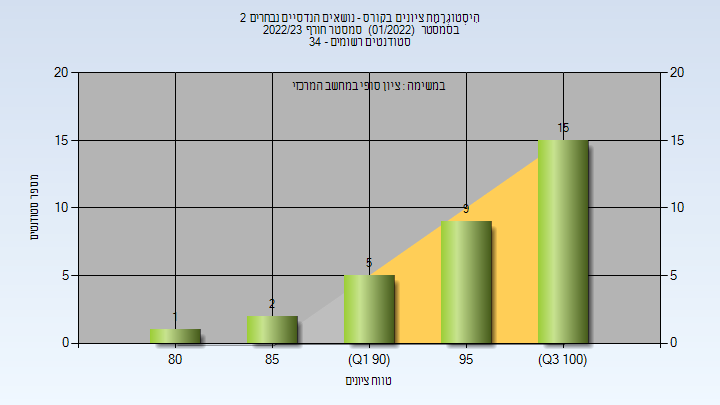 היסטוגרמת ציונים בקורס - נושאים הנדסיים נבחרים 2
בסמסטר (01/2022) סמסטר חורף 2022/23
סטודנטים רשומים - 34
במשימה : ציון סופי במחשב המרכזי
20 20
15 15
10 10
5 5
0 0
1 2 5 9 15
80 85 (Q1 90) 95 (Q3 100)
מספר סטודנטים
טווח ציונים